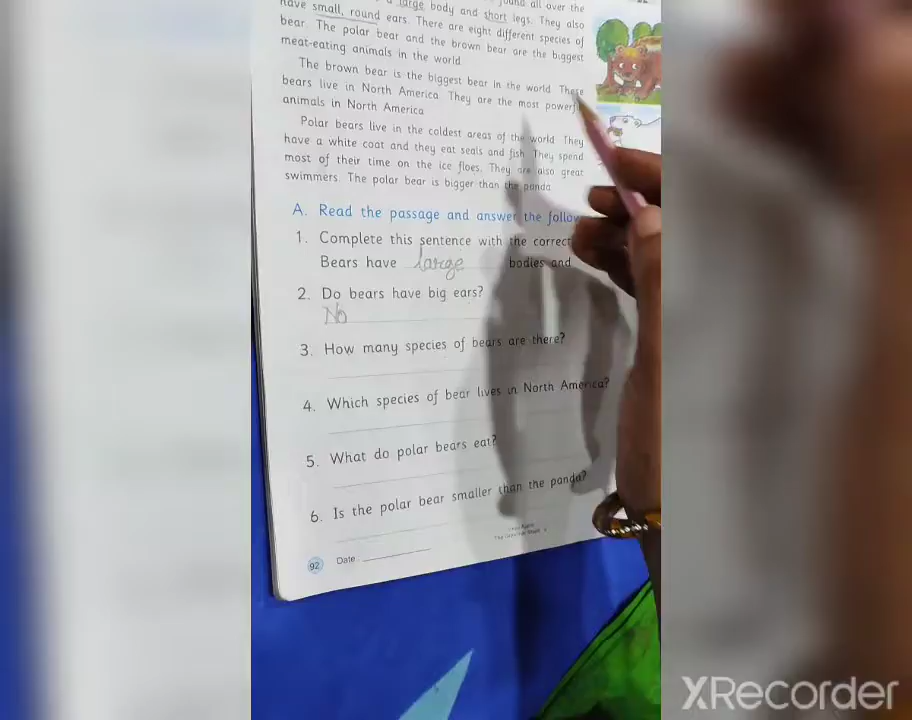 large body and short legs. They also
have small, round ears. There are eight different species of
bear. The polar bear and the brown bear are the biggest
meat-eating animals in the world.
The brown bear is the biggest bear in the world. These
bears live in North America. They are the most powerful
animals in North America.
Polar bears live in the coldest areas of the world. They
have a white coat and they eat seals and fish. They spend
most of their time on the ice floes. They are also great
swimmers. The polar bear is bigger than the panda.
A. Read the passage and answer the follow
1. Complete this sentence with the correct
Bears have large bodies and
2. Do bears have big ears?
No
3. How many species of bears are there?
4. Which species of bear lives in North America?
5. What do polar bears eat?
6. Is the polar bear smaller than the panda?
92 Date
XRecorder